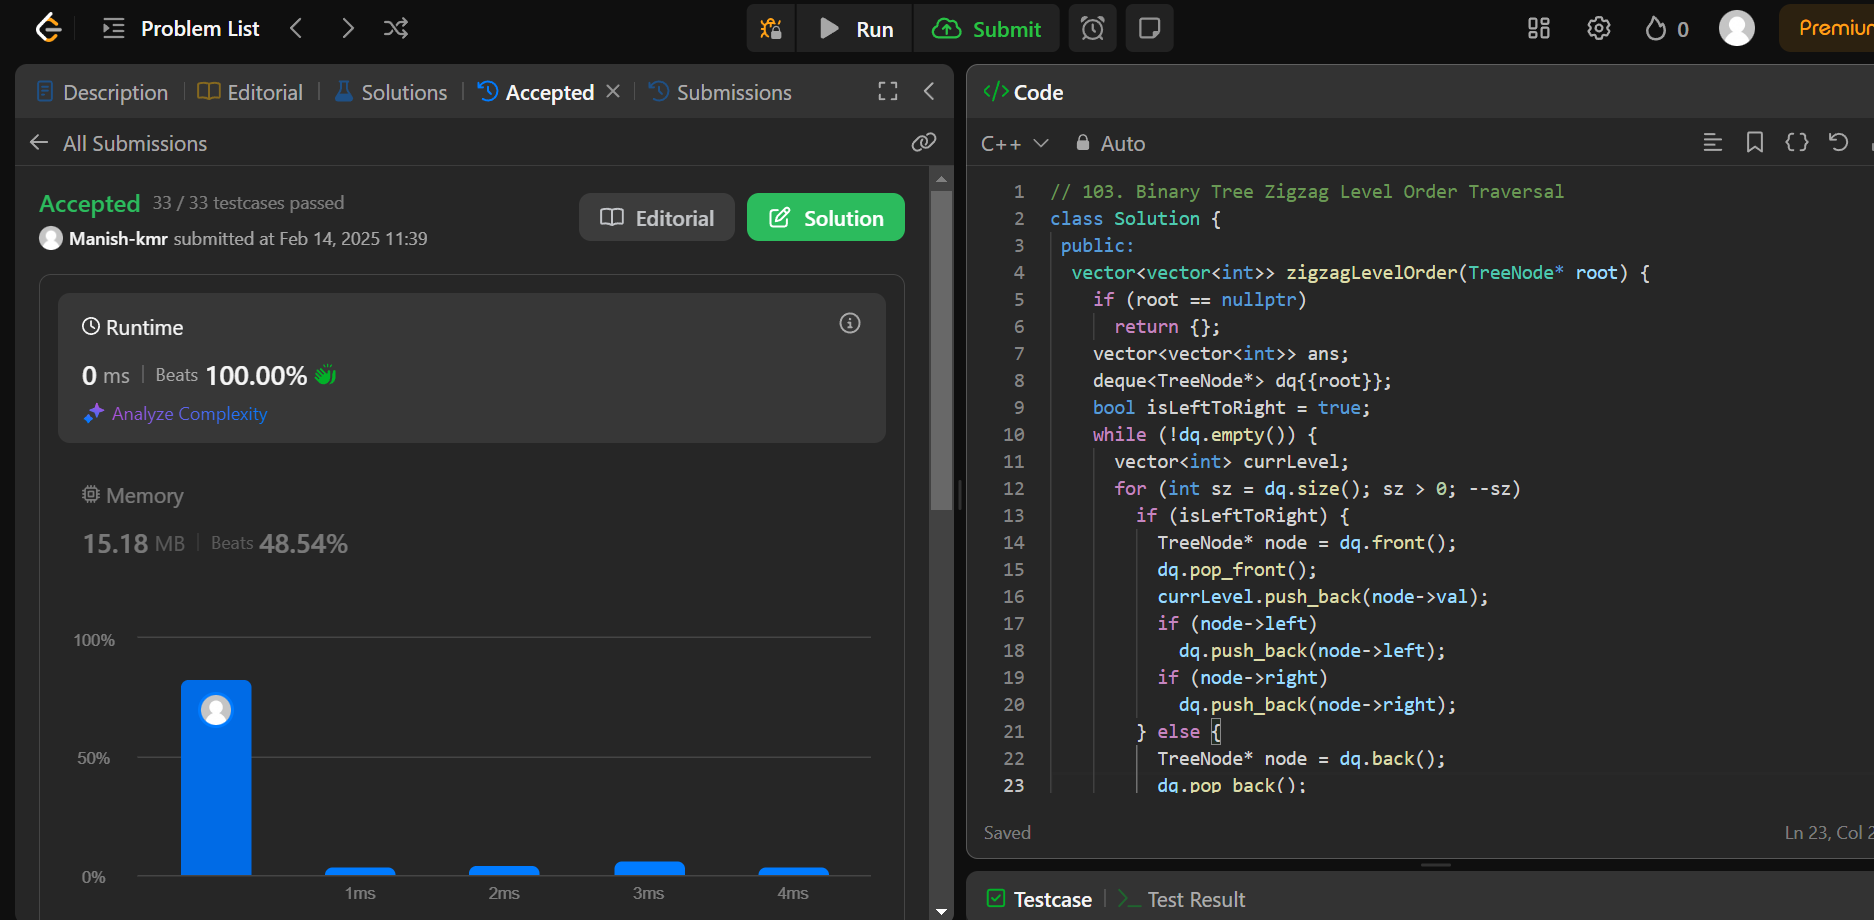 Problem List
Run
Submit
0
Premiu
Description
Editorial
Solutions
Accepted
Submissions
All Submissions
Accepted 33 / 33 testcases passed
Manish-kmr submitted at Feb 14, 2025 11:39
Editorial
Solution
Runtime
0 ms
Beats 100.00%
Analyze Complexity
Memory
15.18 MB
Beats 48.54%
100%
50%
0%
1ms
2ms
3ms
4ms
</> Code
C++
Auto
1 // 103. Binary Tree Zigzag Level Order Traversal
2 class Solution {
3 public:
4 vector<vector<int>> zigzagLevelOrder(TreeNode* root) {
5 if (root == nullptr)
6 return {};
7 vector<vector<int>> ans;
8 deque<TreeNode*> dq{{root}};
9 bool isLeftToRight = true;
10 while (!dq.empty()) {
11 vector<int> currLevel;
12 for (int sz = dq.size(); sz > 0; --sz)
13 if (isLeftToRight) {
14 TreeNode* node = dq.front();
15 dq.pop_front();
16 currLevel.push_back(node->val);
17 if (node->left)
18 dq.push_back(node->left);
19 if (node->right)
20 dq.push_back(node->right);
21 } else {
22 TreeNode* node = dq.back();
23 dq.pop_back();
Saved
Ln 23, Col 2
Testcase
Test Result